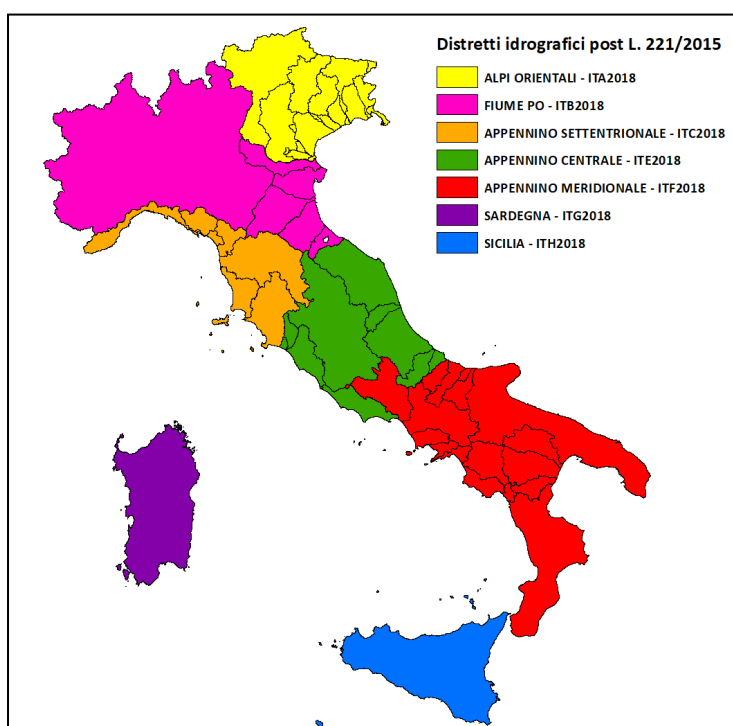 Distretti idrografici post L. 221/2015
ALPI ORIENTALI - ITA2018
FIUME PO - ITB2018
APPENNINO SETTENTRIONALE - ITC2018
APPENNINO CENTRALE - ITE2018
APPENNINO MERIDIONALE - ITF2018
SARDEGNA - ITG2018
SICILIA - ITH2018